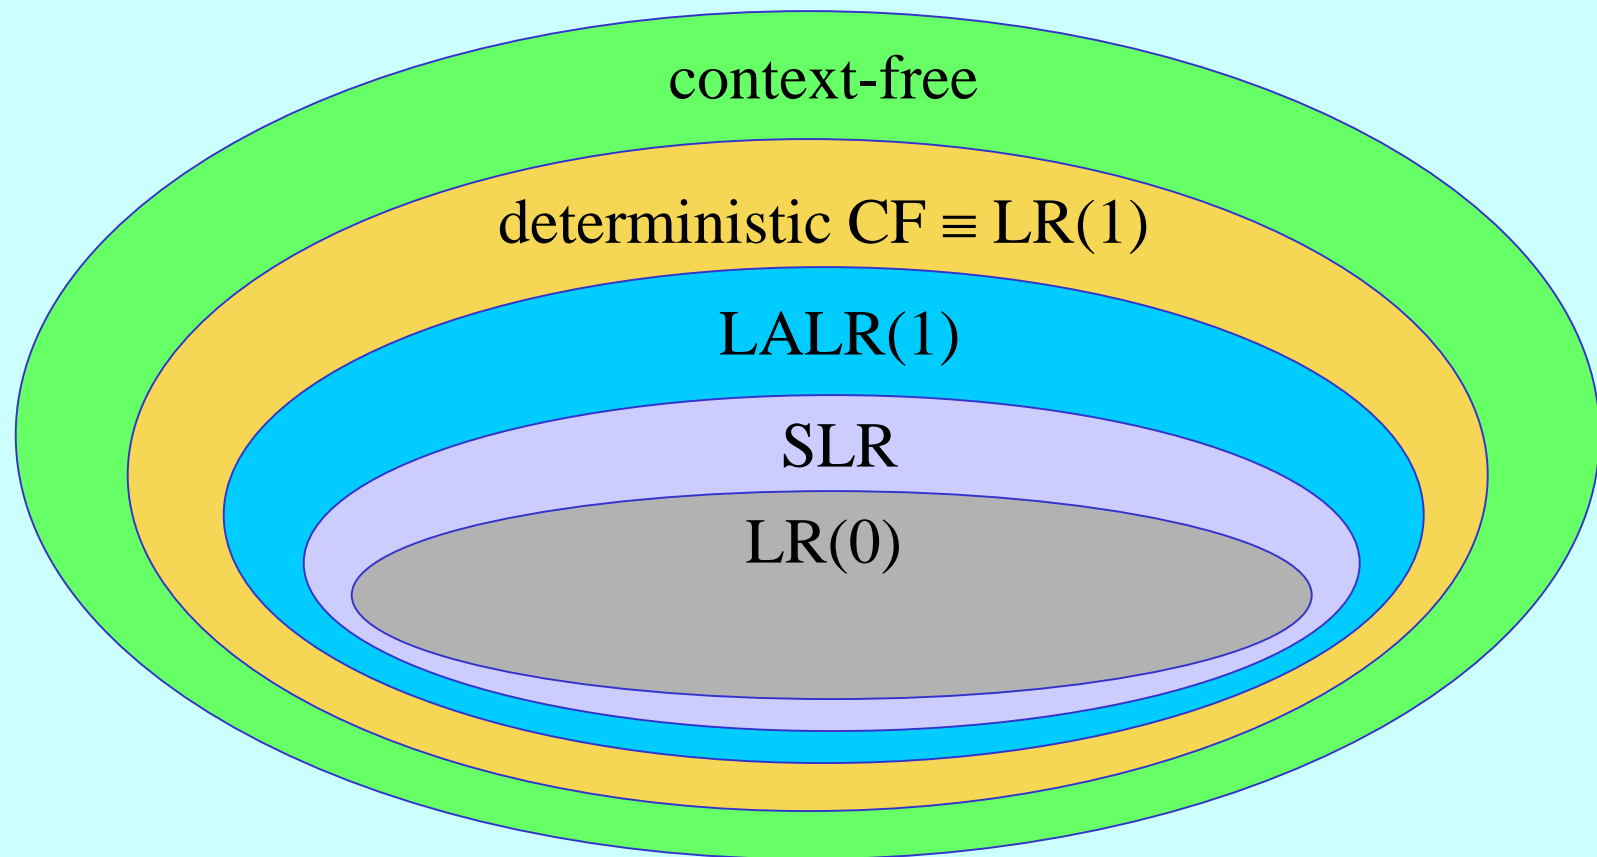 context-free
deterministic CF ≡ LR(1)
LALR(1)
SLR
LR(0)